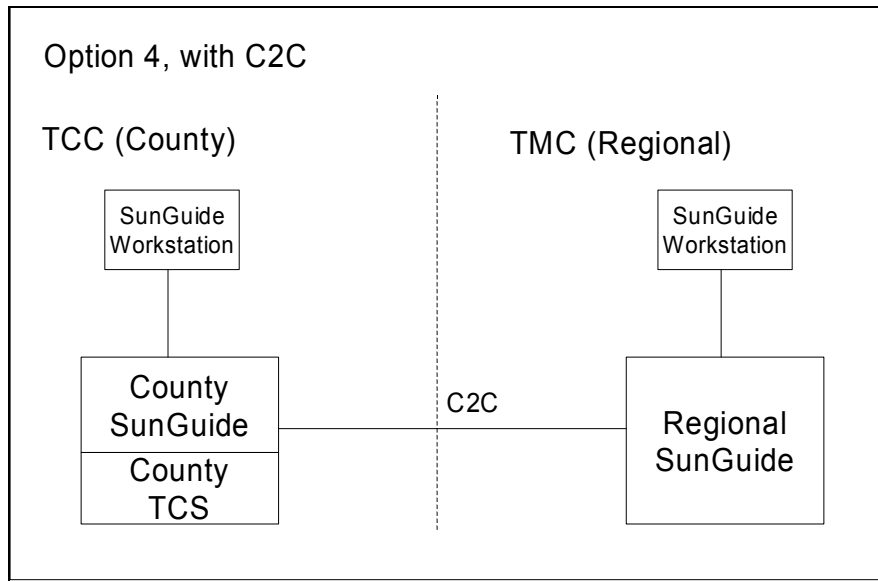 Option 4, with C2C
TCC (County)
TMC (Regional)
SunGuide
Workstation
SunGuide
Workstation
County
SunGuide
County
TCS
C2C
Regional
SunGuide